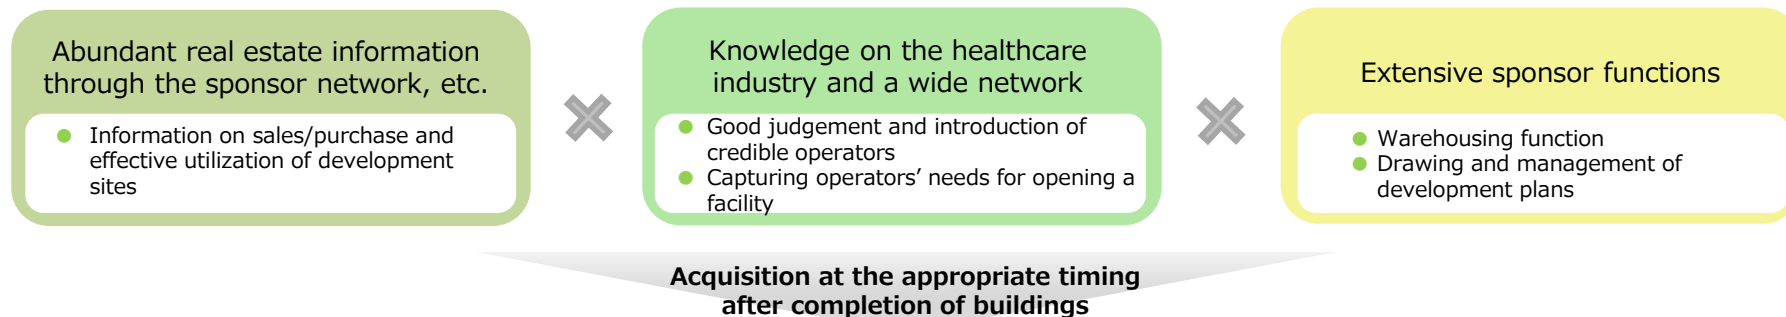 Abundant real estate information
through the sponsor network, etc.
● Information on sales/purchase and
effective utilization of development
sites
Knowledge on the healthcare
industry and a wide network
● Good judgement and introduction of
credible operators
● Capturing operators’ needs for opening a
facility
Extensive sponsor functions
● Warehousing function
● Drawing and management of
development plans
Acquisition at the appropriate timing
after completion of buildings